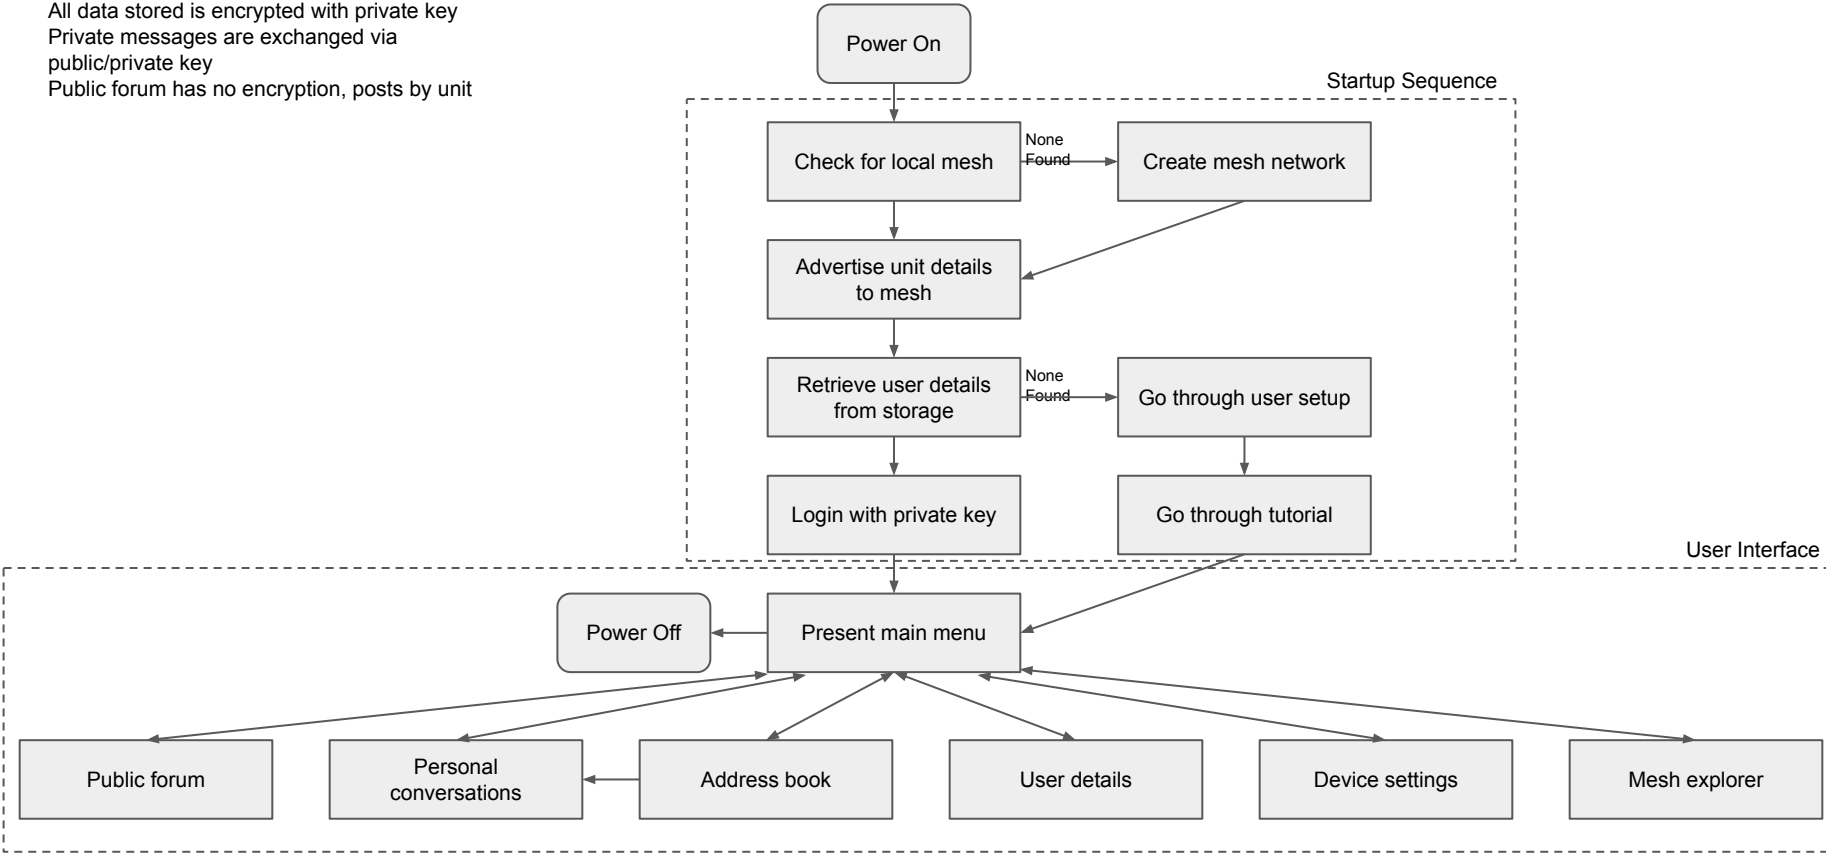 All data stored is encrypted with private key
Private messages are exchanged via
public/private key
Public forum has no encryption, posts by unit
Power On
Startup Sequence
Check for local mesh
None
Found
Create mesh network
Advertise unit details
to mesh
Retrieve user details
from storage
None
Found
Go through user setup
Login with private key
Go through tutorial
User Interface
Power Off
Present main menu
Public forum
Personal
conversations
Address book
User details
Device settings
Mesh explorer